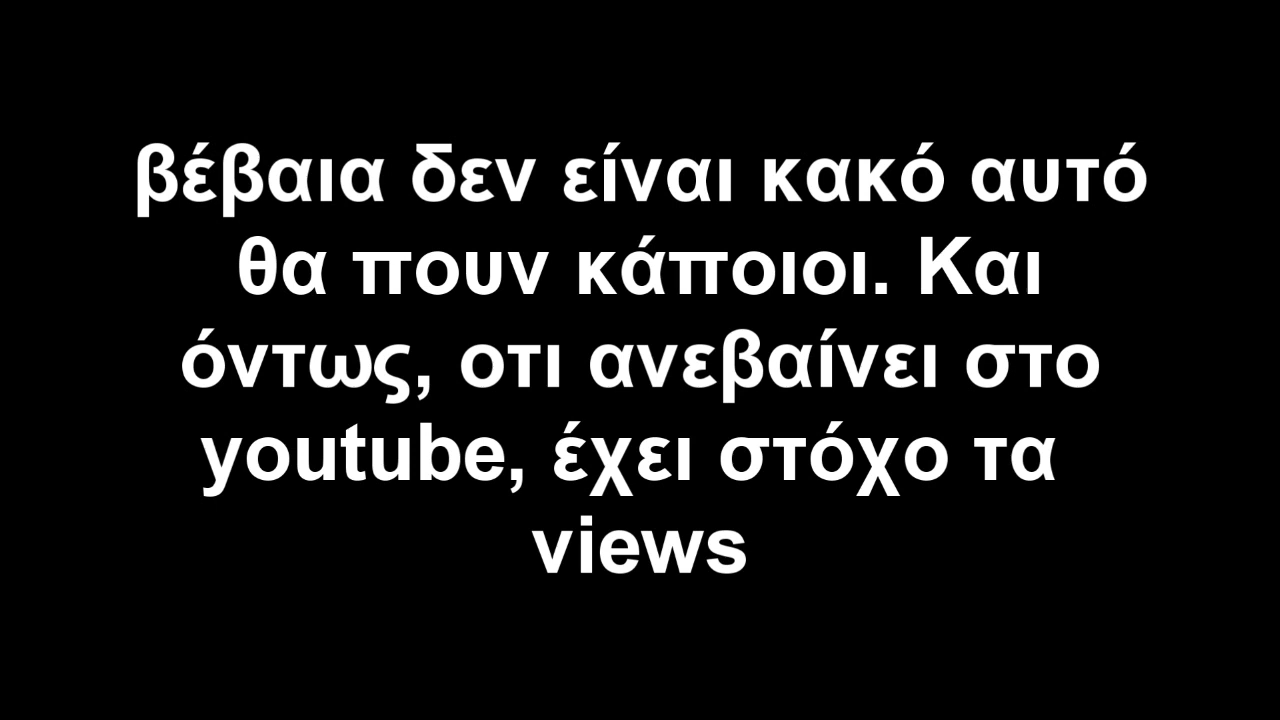 βέβαια δεν είναι κακό αυτό
θα πουν κάποιοι. Και
όντως, οτι ανεβαίνει στο
youtube, έχει στόχο τα
views